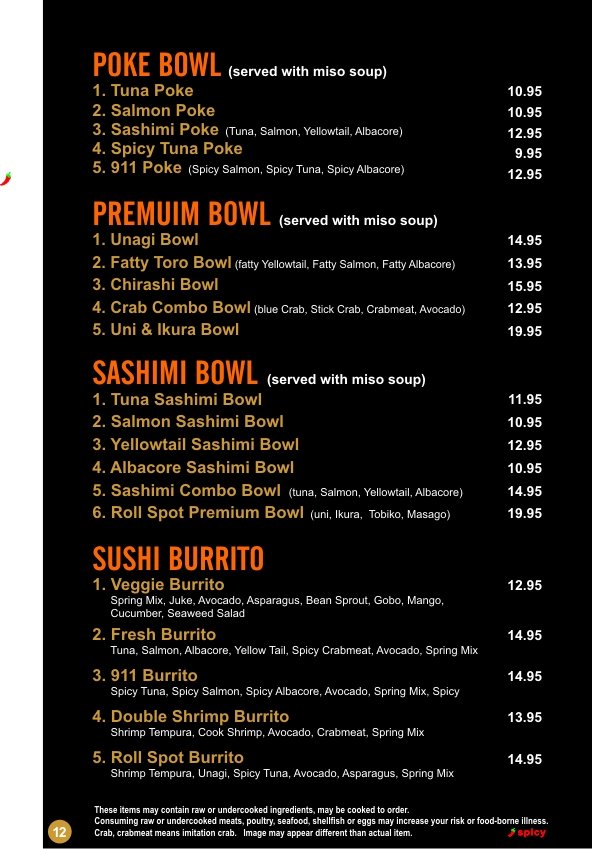 POKE BOWL (served with miso soup)
1. Tuna Poke 10.95
2. Salmon Poke 10.95
3. Sashimi Poke (Tuna, Salmon, Yellowtail, Albacore) 12.95
4. Spicy Tuna Poke 9.95
5. 911 Poke (Spicy Salmon, Spicy Tuna, Spicy Albacore) 12.95
PREMUIM BOWL (served with miso soup)
1. Unagi Bowl 14.95
2. Fatty Toro Bowl (fatty Yellowtail, Fatty Salmon, Fatty Albacore) 13.95
3. Chirashi Bowl 15.95
4. Crab Combo Bowl (blue Crab, Stick Crab, Crabmeat, Avocado) 12.95
5. Uni & Ikura Bowl 19.95
SASHIMI BOWL (served with miso soup)
1. Tuna Sashimi Bowl 11.95
2. Salmon Sashimi Bowl 10.95
3. Yellowtail Sashimi Bowl 12.95
4. Albacore Sashimi Bowl 10.95
5. Sashimi Combo Bowl (tuna, Salmon, Yellowtail, Albacore) 14.95
6. Roll Spot Premium Bowl (uni, Ikura, Tobiko, Masago) 19.95
SUSHI BURRITO
1. Veggie Burrito 12.95
Spring Mix, Juke, Avocado, Asparagus, Bean Sprout, Gobo, Mango,
Cucumber, Seaweed Salad
2. Fresh Burrito 14.95
Tuna, Salmon, Albacore, Yellow Tail, Spicy Crabmeat, Avocado, Spring Mix
3. 911 Burrito 14.95
Spicy Tuna, Spicy Salmon, Spicy Albacore, Avocado, Spring Mix, Spicy
4. Double Shrimp Burrito 13.95
Shrimp Tempura, Cook Shrimp, Avocado, Crabmeat, Spring Mix
5. Roll Spot Burrito 14.95
Shrimp Tempura, Unagi, Spicy Tuna, Avocado, Asparagus, Spring Mix
These items may contain raw or undercooked ingredients, may be cooked to order.
Consuming raw or undercooked meats, poultry, seafood, shellfish or eggs may increase your risk or food-borne illness.
Crab, crabmeat means imitation crab. Image may appear different than actual item.
spicy
12